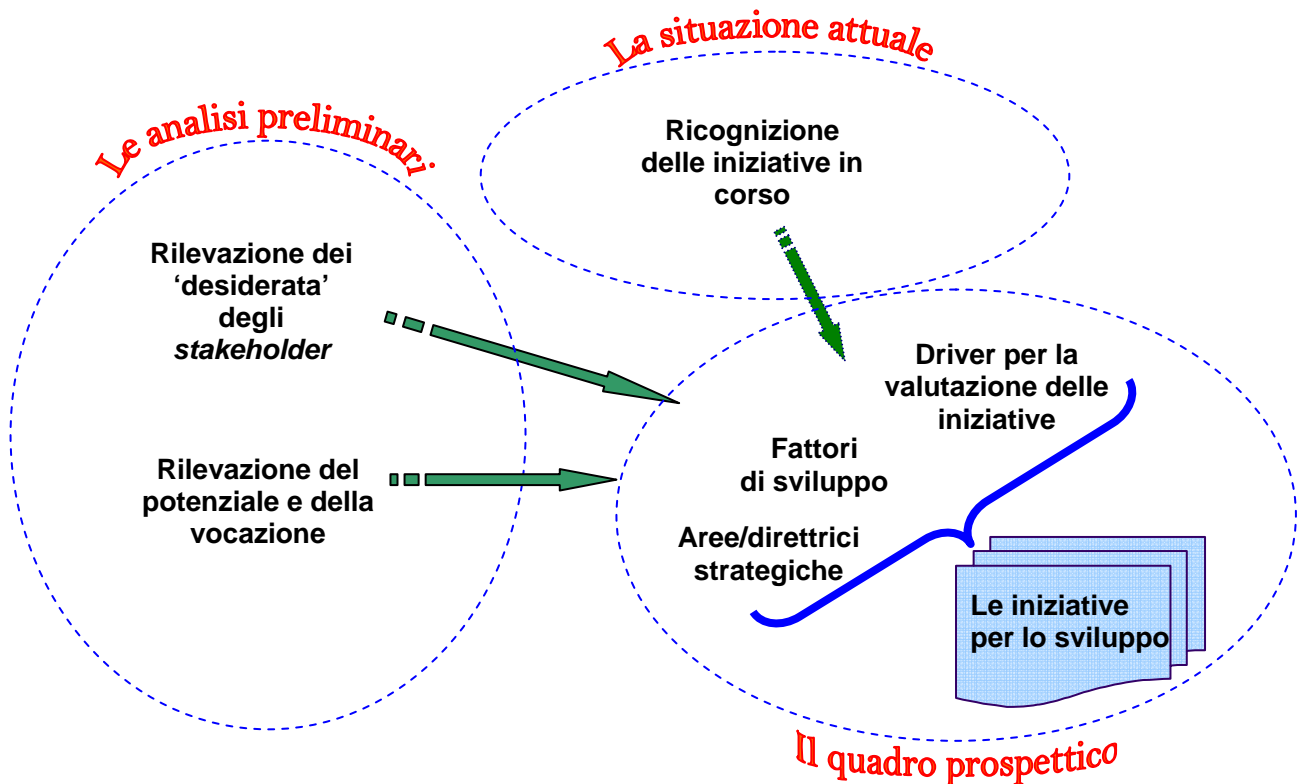 La situazione attuale
Ricognizione
delle iniziative in
corso
Le analisi preliminari
Rilevazione dei
‘desiderata’
degli
stakeholder
Rilevazione del
potenziale e della
vocazione
Driver per la
valutazione delle
iniziative
Fattori
di sviluppo
Aree/direttrici
strategiche
Le iniziative
per lo sviluppo
Il quadro prospettico